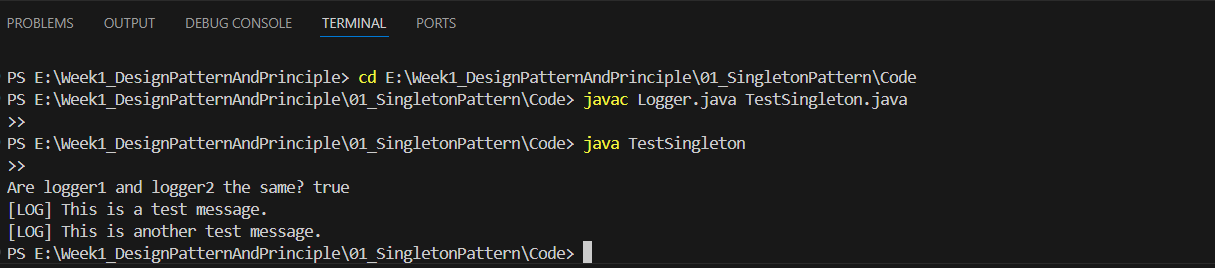 PROBLEMS OUTPUT DEBUG CONSOLE TERMINAL PORTS
PS E:\Week1_DesignPatternAndPrinciple> cd E:\Week1_DesignPatternAndPrinciple\01_SingletonPattern\Code
PS E:\Week1_DesignPatternAndPrinciple\01_SingletonPattern\Code> javac Logger.java TestSingleton.java
>>
PS E:\Week1_DesignPatternAndPrinciple\01_SingletonPattern\Code> java TestSingleton
>>
Are logger1 and logger2 the same? true
[LOG] This is a test message.
[LOG] This is another test message.
PS E:\Week1_DesignPatternAndPrinciple\01_SingletonPattern\Code>